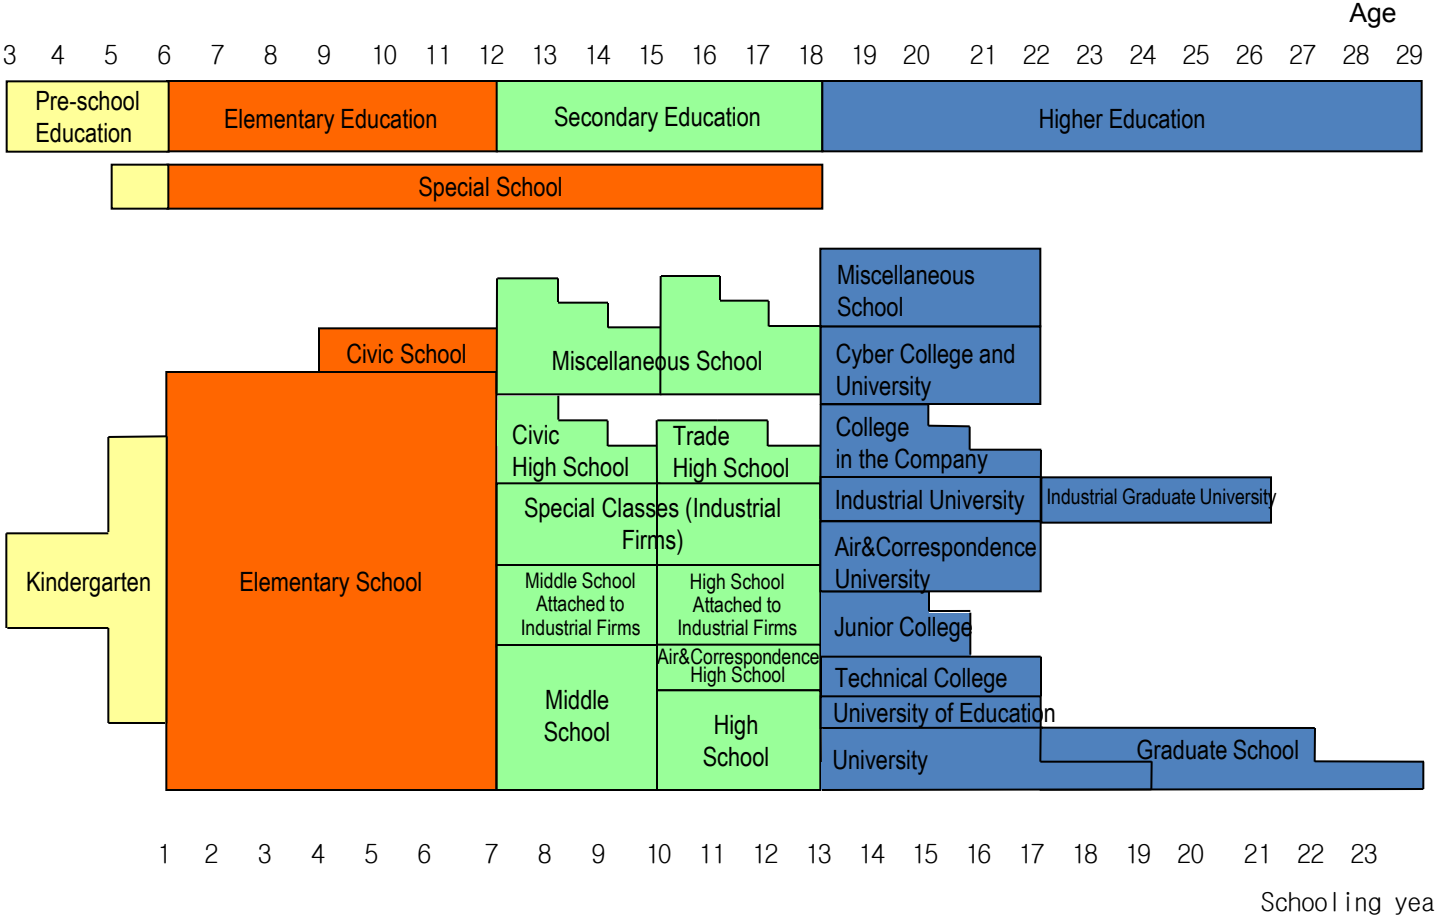 Age
3 4 5 6 7 8 9 10 11 12 13 14 15 16 17 18 19 20 21 22 23 24 25 26 27 28 29
Pre-school
Education
Elementary Education
Secondary Education
Higher Education
Special School
Miscellaneous
School
Civic School
Miscellaneous School
Cyber College and
University
Civic
High School
Trade
High School
College
in the Company
Special Classes (Industrial
Firms)
Industrial University
Industrial Graduate University
Kindergarten
Elementary School
Middle School
Attached to
Industrial Firms
High School
Attached to
Industrial Firms
Air&Correspondence
University
Junior College
Air&Correspondence
High School
Technical College
Middle
School
High
School
University of Education
University
Graduate School
1 2 3 4 5 6 7 8 9 10 11 12 13 14 15 16 17 18 19 20 21 22 23
Schooling yea